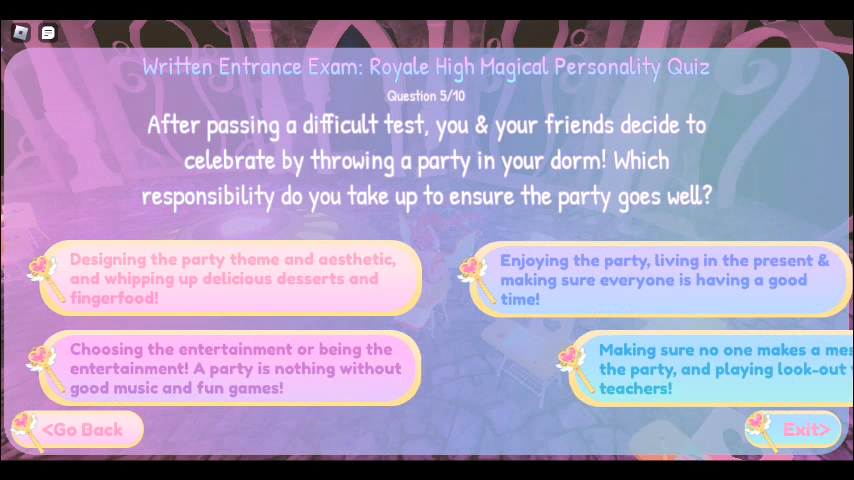 Written Entrance Exam: Royale High Magical Personality Quiz
Question 5/10
After passing a difficult test, you & your friends decide to
celebrate by throwing a party in your dorm! Which
responsibility do you take up to ensure the party goes well?
Designing the party theme and aesthetic,
and whipping up delicious desserts and
fingerfood!
Enjoying the party, living in the present &
making sure everyone is having a good
time!
Choosing the entertainment or being the
entertainment! A party is nothing without
good music and fun games!
Making sure no one makes a
the party, and playing look-out
teachers!
<Go Back
Exit>